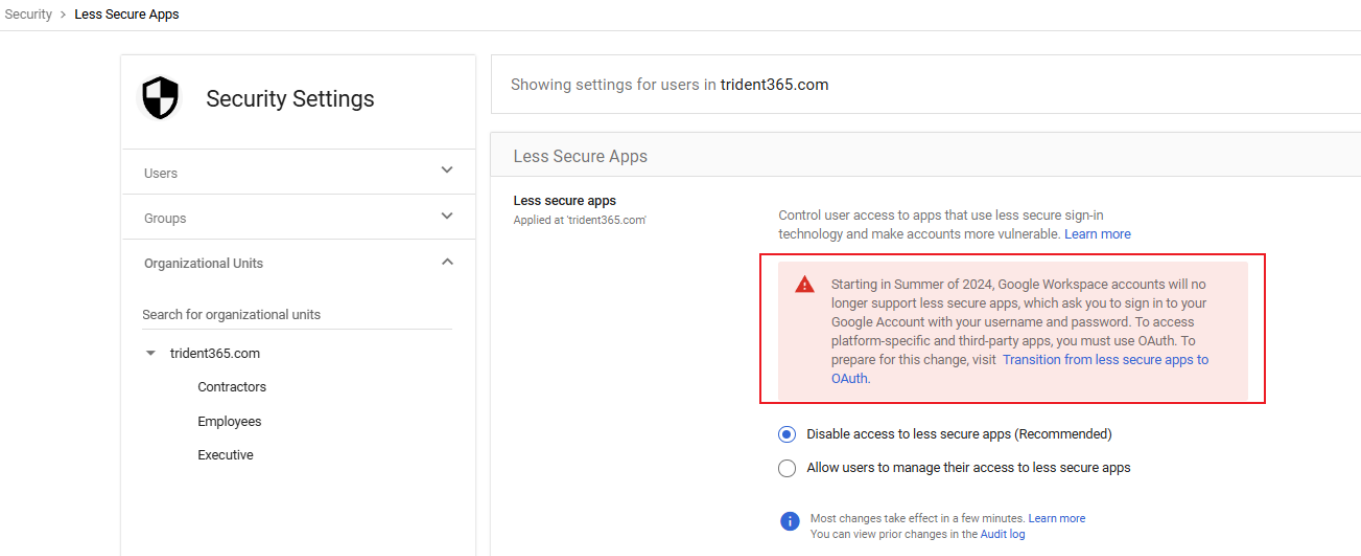 Security > Less Secure Apps
Security Settings
Users
Groups
Organizational Units
Search for organizational units
trident365.com
Contractors
Employees
Executive
Showing settings for users in trident365.com
Less Secure Apps
Less secure apps
Applied at 'trident365.com'
Control user access to apps that use less secure sign-in
technology and make accounts more vulnerable. Learn more
Starting in Summer of 2024, Google Workspace accounts will no
longer support less secure apps, which ask you to sign in to your
Google Account with your username and password. To access
platform-specific and third-party apps, you must use OAuth. To
prepare for this change, visit Transition from less secure apps to
OAuth.
Disable access to less secure apps (Recommended)
Allow users to manage their access to less secure apps
Most changes take effect in a few minutes. Learn more
You can view prior changes in the Audit log